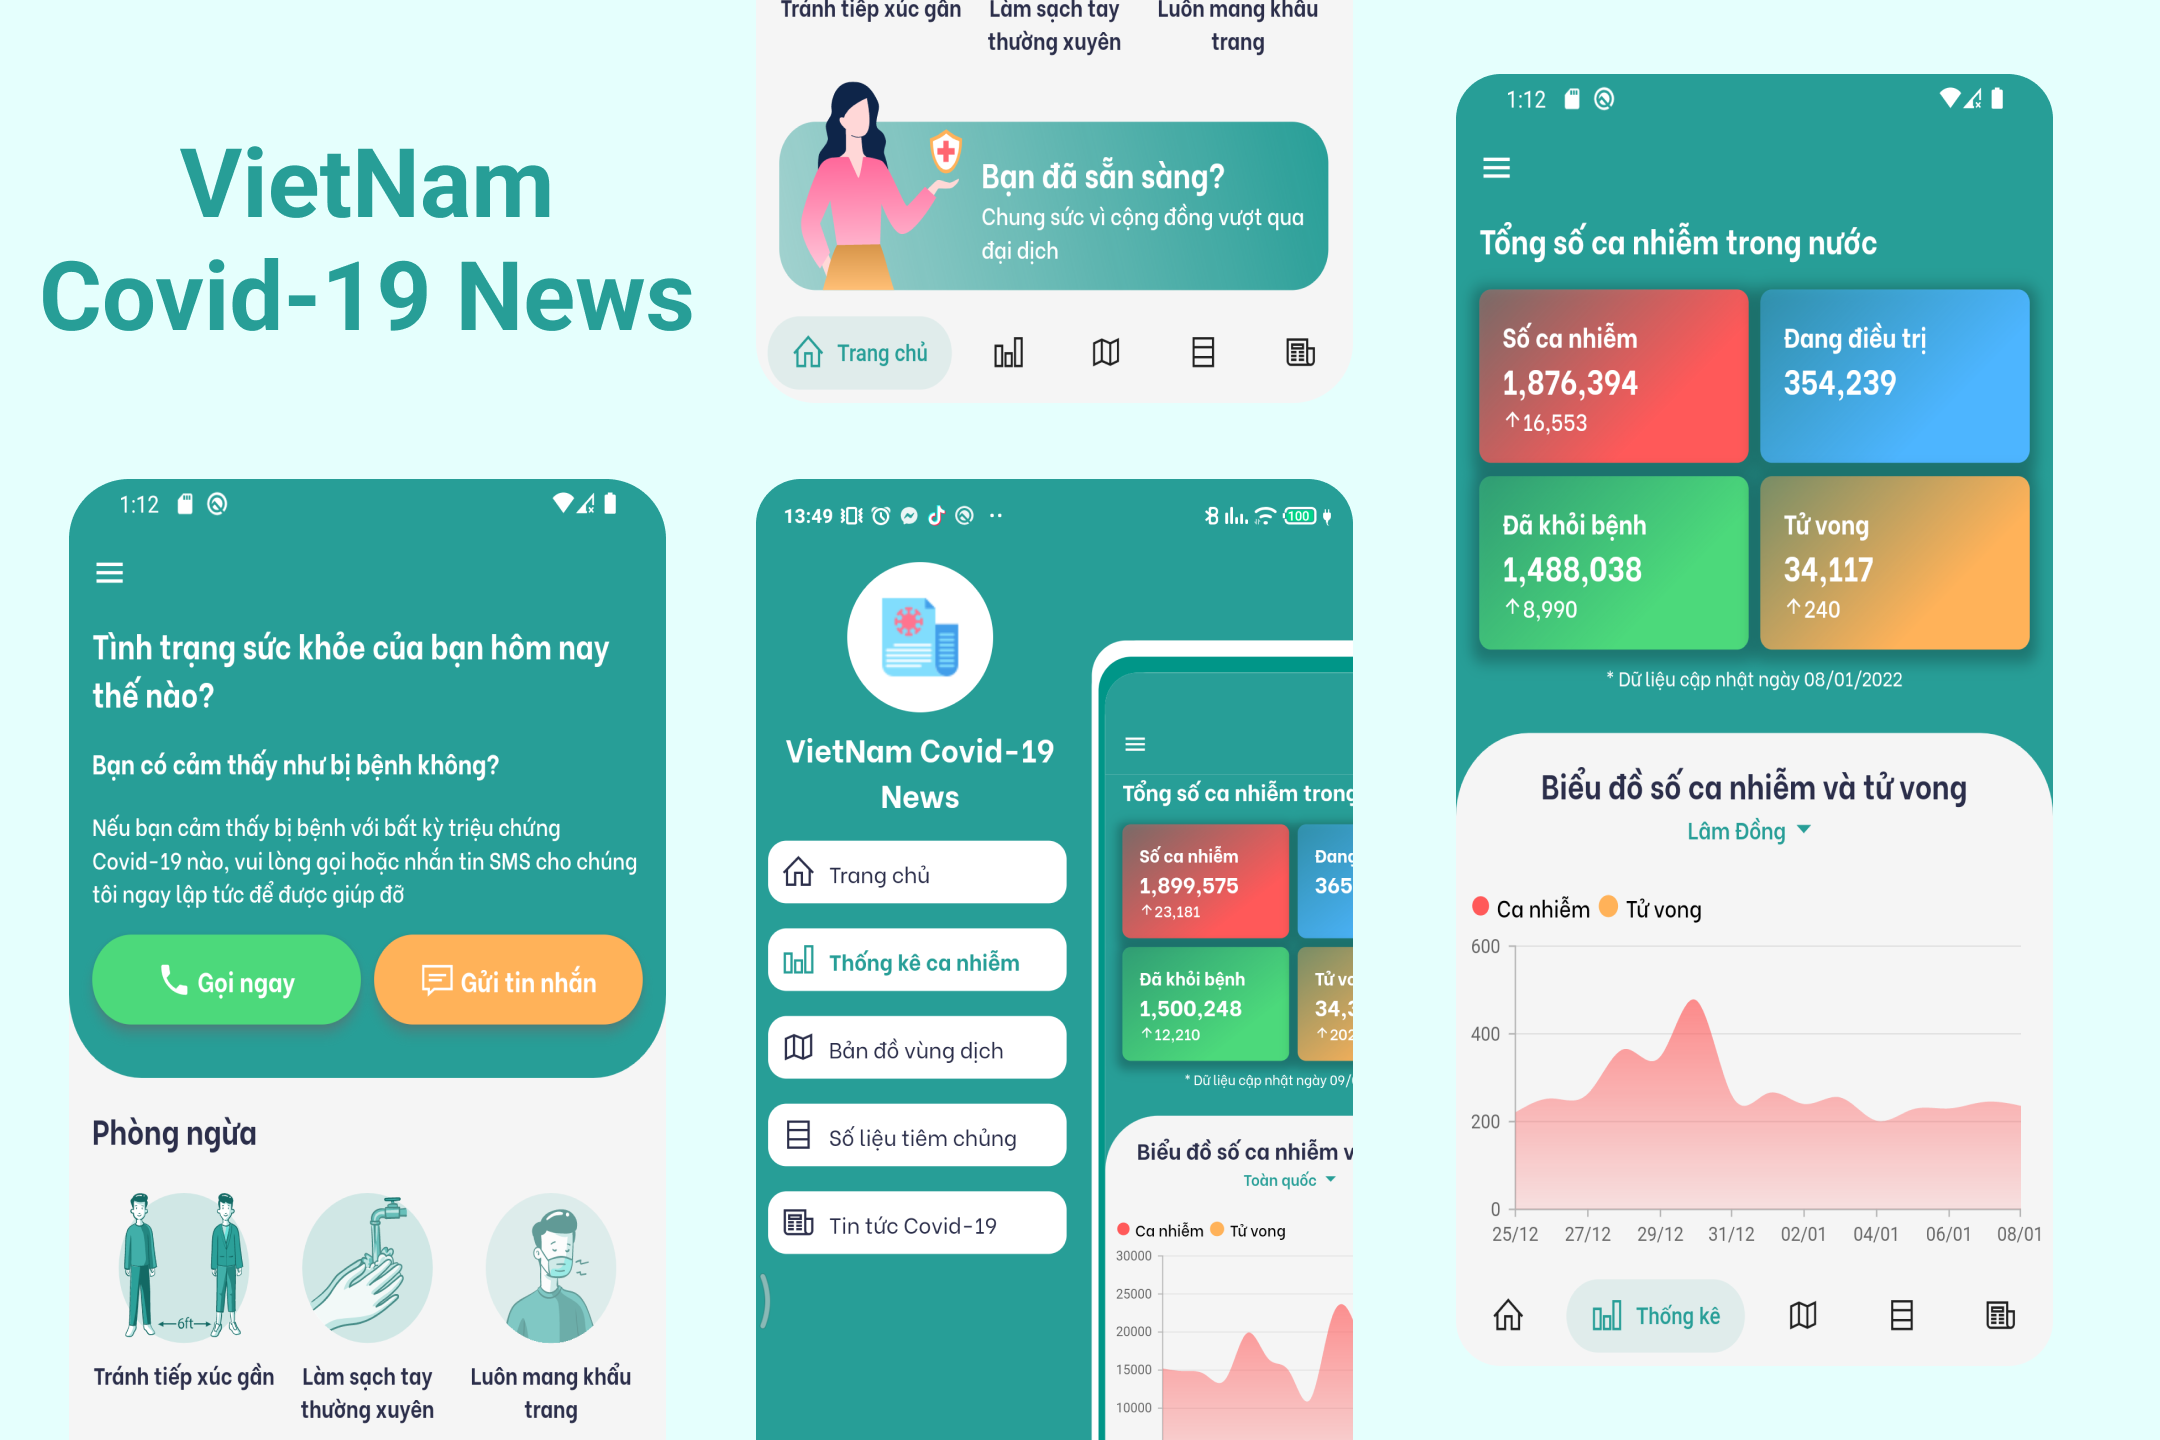 VietNam
Covid-19 News
1:12
Tình trạng sức khỏe của bạn hôm nay
thế nào?
Bạn có cảm thấy như bị bệnh không?
Nếu bạn cảm thấy bị bệnh với bất kỳ triệu chứng
Covid-19 nào, vui lòng gọi hoặc nhắn tin SMS cho chúng
tôi ngay lập tức để được giúp đỡ
Gọi ngay
Gửi tin nhắn
Phòng ngừa
6ft
Tránh tiếp xúc gần
Làm sạch tay
thường xuyên
Luôn mang khẩu
trang
Tránh tiếp xúc gần
Làm sạch tay
thường xuyên
Luôn mang khẩu
trang
Bạn đã sẵn sàng?
Chung sức vì cộng đồng vượt qua
đại dịch
Trang chủ
13:49
100
VietNam Covid-19
News
Trang chủ
Thống kê ca nhiễm
Bản đồ vùng dịch
Số liệu tiêm chủng
Tin tức Covid-19
Tổng số ca nhiễm trong
Số ca nhiễm
1,899,575
↑23,181
Đang
365
Đã khỏi bệnh
1,500,248
↑12,210
Tử vo
34,3
↑202
* Dữ liệu cập nhật ngày 09/
Biểu đồ số ca nhiễm v
Toàn quốc
Ca nhiễm
Tử vong
30000
25000
20000
15000
10000
1:12
Tổng số ca nhiễm trong nước
Số ca nhiễm
1,876,394
↑16,553
Đang điều trị
354,239
Đã khỏi bệnh
1,488,038
↑8,990
Tử vong
34,117
↑240
* Dữ liệu cập nhật ngày 08/01/2022
Biểu đồ số ca nhiễm và tử vong
Lâm Đồng
Ca nhiễm
Tử vong
600
400
200
0
25/12 27/12 29/12 31/12 02/01 04/01 06/01 08/01
Thống kê